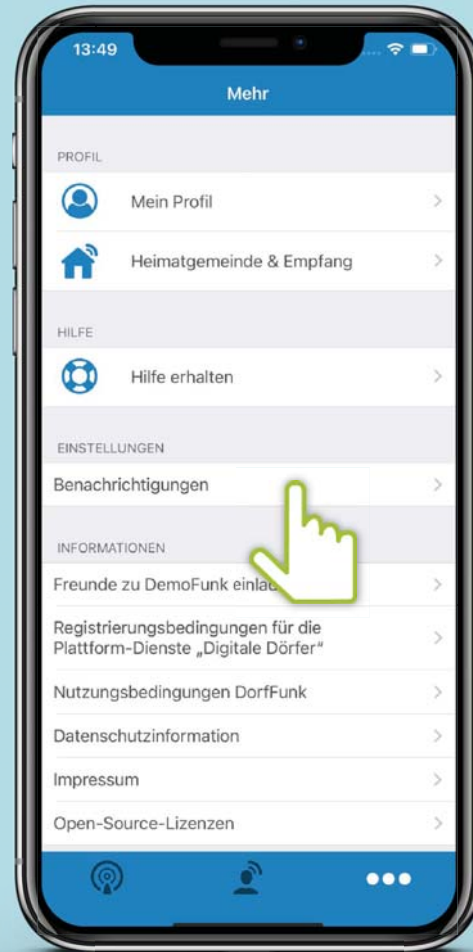 13:49
Mehr
PROFIL
Mein Profil
Heimatgemeinde & Empfang
HILFE
Hilfe erhalten
EINSTELLUNGEN
Benachrichtigungen
INFORMATIONEN
Freunde zu DemoFunk
Registrierungsbedingungen für die
Plattform-Dienste „Digitale Dörfer“
Nutzungsbedingungen DorfFunk
Datenschutzinformation
Impressum
Open-Source-Lizenzen